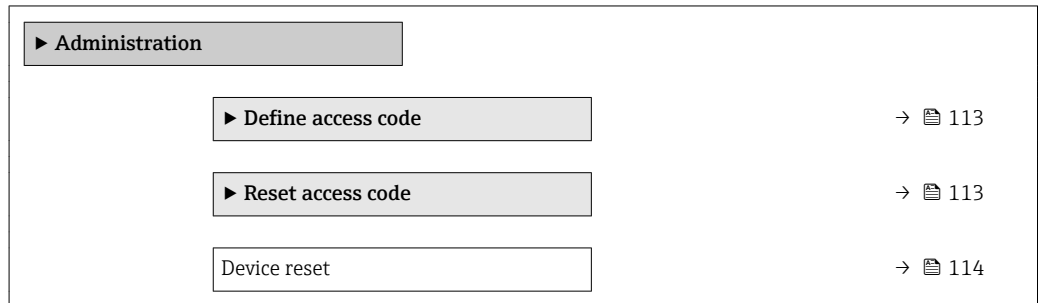 ▶ Administration
▶ Define access code → 113
▶ Reset access code → 113
Device reset → 114